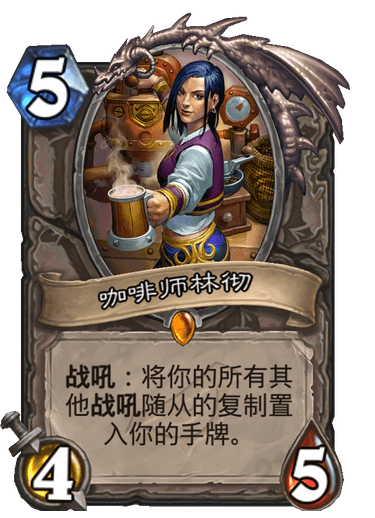 5
咖啡师林彻
战吼：将你的所有其
他战吼随从的复制置
入你的手牌。
4
5